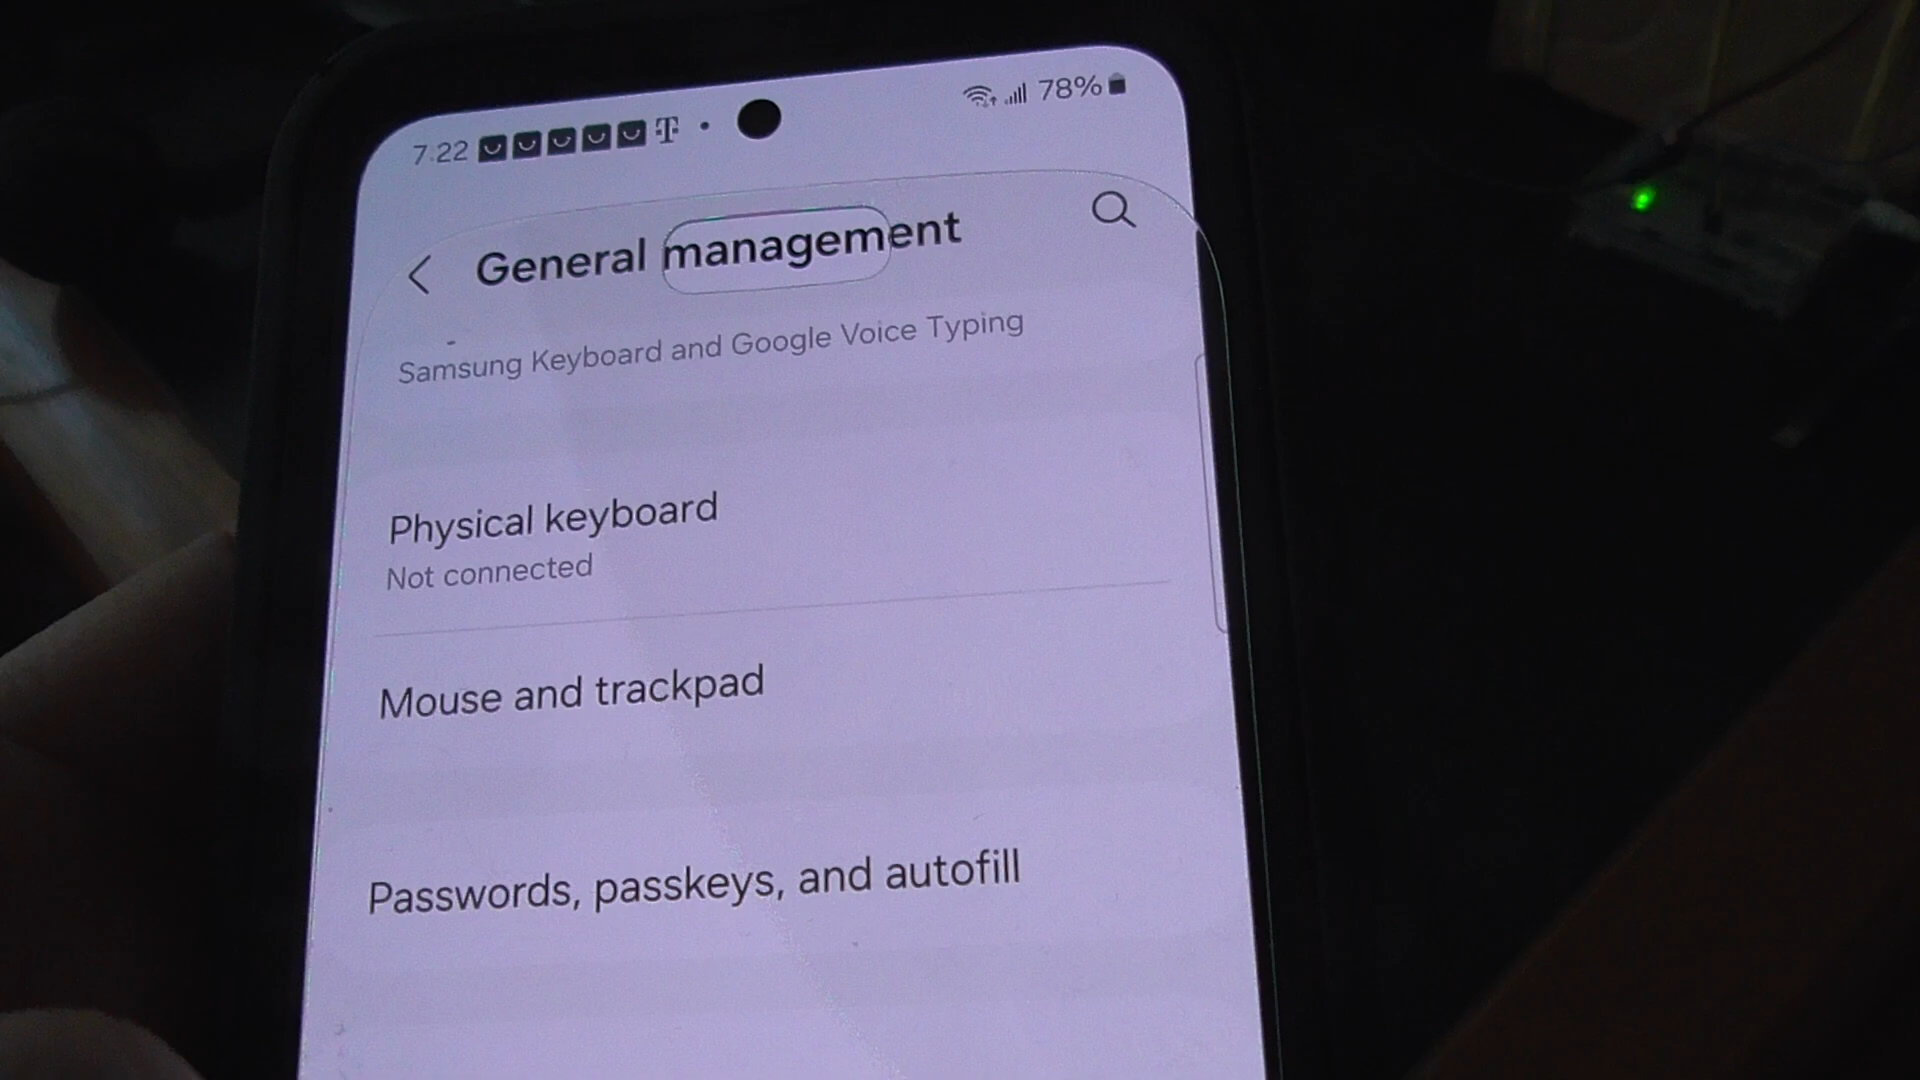 7:22 T • 78%
General management
Samsung Keyboard and Google Voice Typing
Physical keyboard
Not connected
Mouse and trackpad
Passwords, passkeys, and autofill